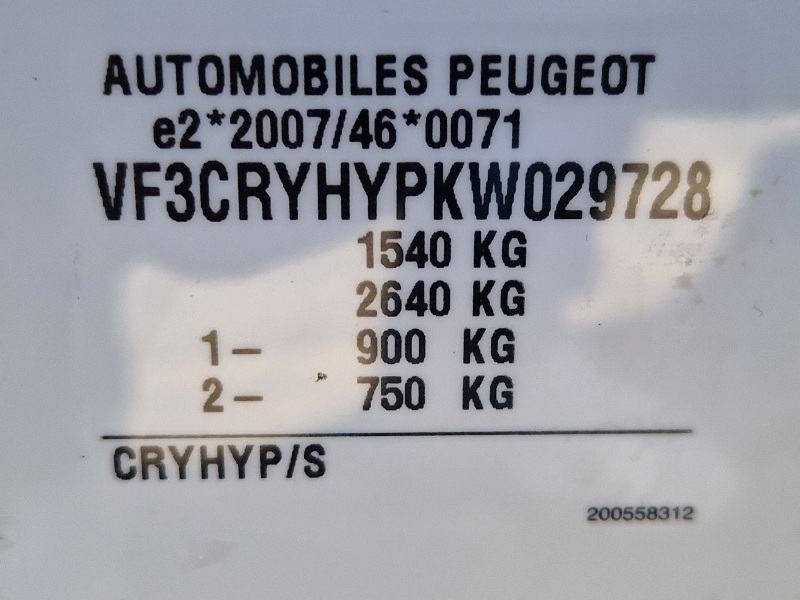 AUTOMOBILES PEUGEOT
e2*2007/46*0071
VF3CRYHYPKW029728
1540 KG
2640 KG
1- 900 KG
2- 750 KG
CRYHYP/S
200558312